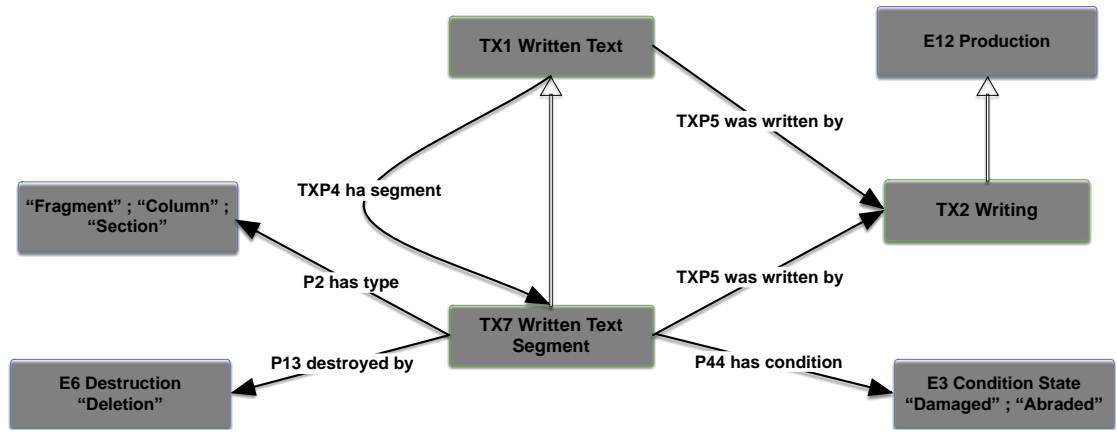 TX1 Written Text
E12 Production
TXP5 was written by
TXP4 ha segment
“Fragment” ; “Column” ;
“Section”
TX2 Writing
P2 has type
TXP5 was written by
TX7 Written Text
Segment
P13 destroyed by
P44 has condition
E6 Destruction
“Deletion”
E3 Condition State
“Damaged” ; “Abraded”